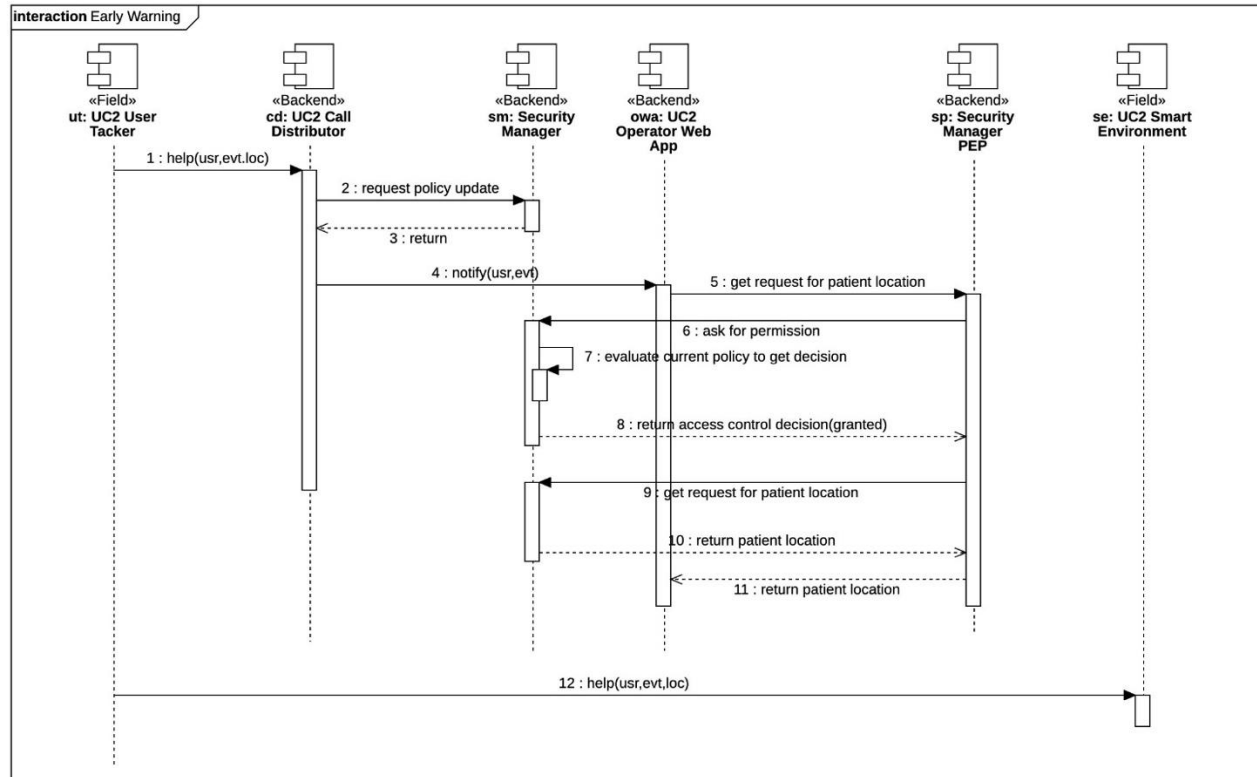 interaction Early Warning
«Field»
ut: UC2 User
Tacker
«Backend»
cd: UC2 Call
Distributor
«Backend»
sm: Security
Manager
«Backend»
owa: UC2
Operator Web
App
«Backend»
sp: Security
Manager
PEP
«Field»
se: UC2 Smart
Environment
1 : help(usr,evt.loc)
2 : request policy update
3 : return
4 : notify(usr,evt)
5 : get request for patient location
6 : ask for permission
7 : evaluate current policy to get decision
8 : return access control decision(granted)
9 : get request for patient location
10 : return patient location
11 : return patient location
12 : help(usr,evt,loc)